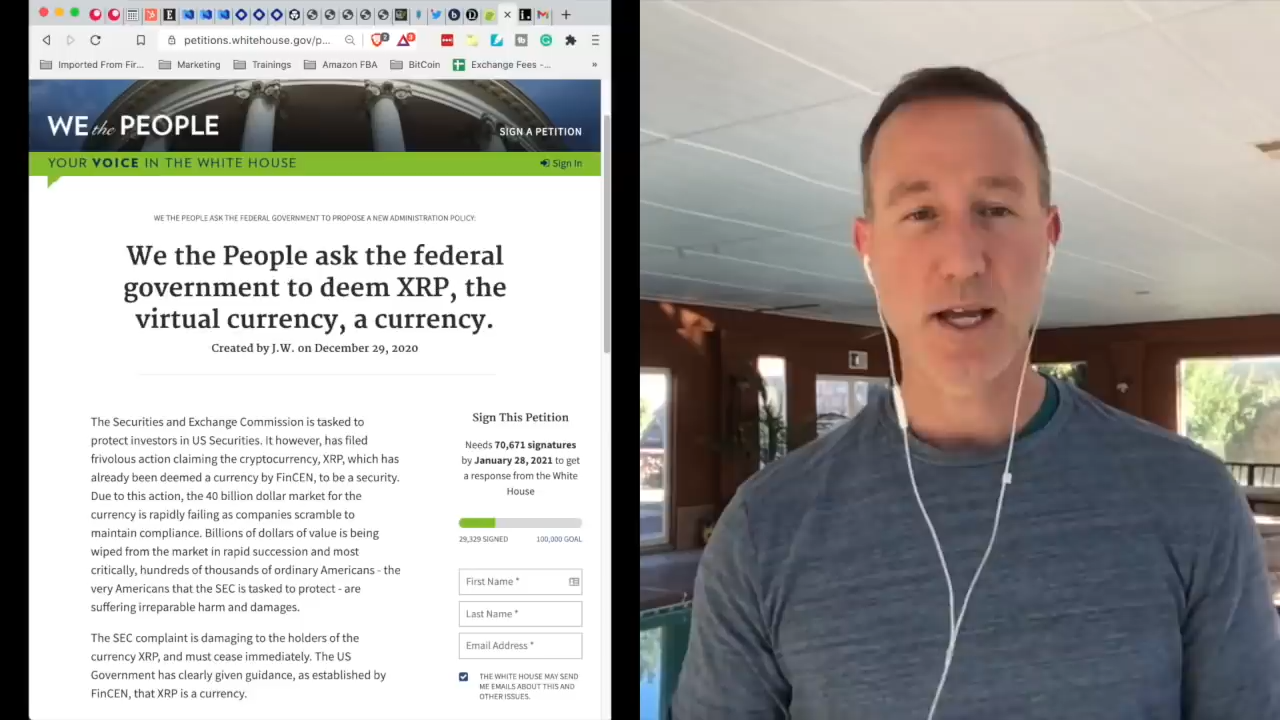 petitions.whitehouse.gov/p...
2
3
Imported From Fir...
Marketing
Trainings
Amazon FBA
BitCoin
Exchange Fees -...
»
WE the PEOPLE
SIGN A PETITION
YOUR VOICE IN THE WHITE HOUSE
Sign In
WE THE PEOPLE ASK THE FEDERAL GOVERNMENT TO PROPOSE A NEW ADMINISTRATION POLICY:
We the People ask the federal
government to deem XRP, the
virtual currency, a currency.
Created by J.W. on December 29, 2020
The Securities and Exchange Commission is tasked to
protect investors in US Securities. It however, has filed
frivolous action claiming the cryptocurrency, XRP, which has
already been deemed a currency by FinCEN, to be a security.
Due to this action, the 40 billion dollar market for the
currency is rapidly failing as companies scramble to
maintain compliance. Billions of dollars of value is being
wiped from the market in rapid succession and most
critically, hundreds of thousands of ordinary Americans - the
very Americans that the SEC is tasked to protect - are
suffering irreparable harm and damages.
The SEC complaint is damaging to the holders of the
currency XRP, and must cease immediately. The US
Government has clearly given guidance, as established by
FinCEN, that XRP is a currency.
Sign This Petition
Needs 70,671 signatures
by January 28, 2021 to get
a response from the White
House
29,329 SIGNED
100,000 GOAL
First Name *
Last Name *
Email Address *
THE WHITE HOUSE MAY SEND
ME EMAILS ABOUT THIS AND
OTHER ISSUES.